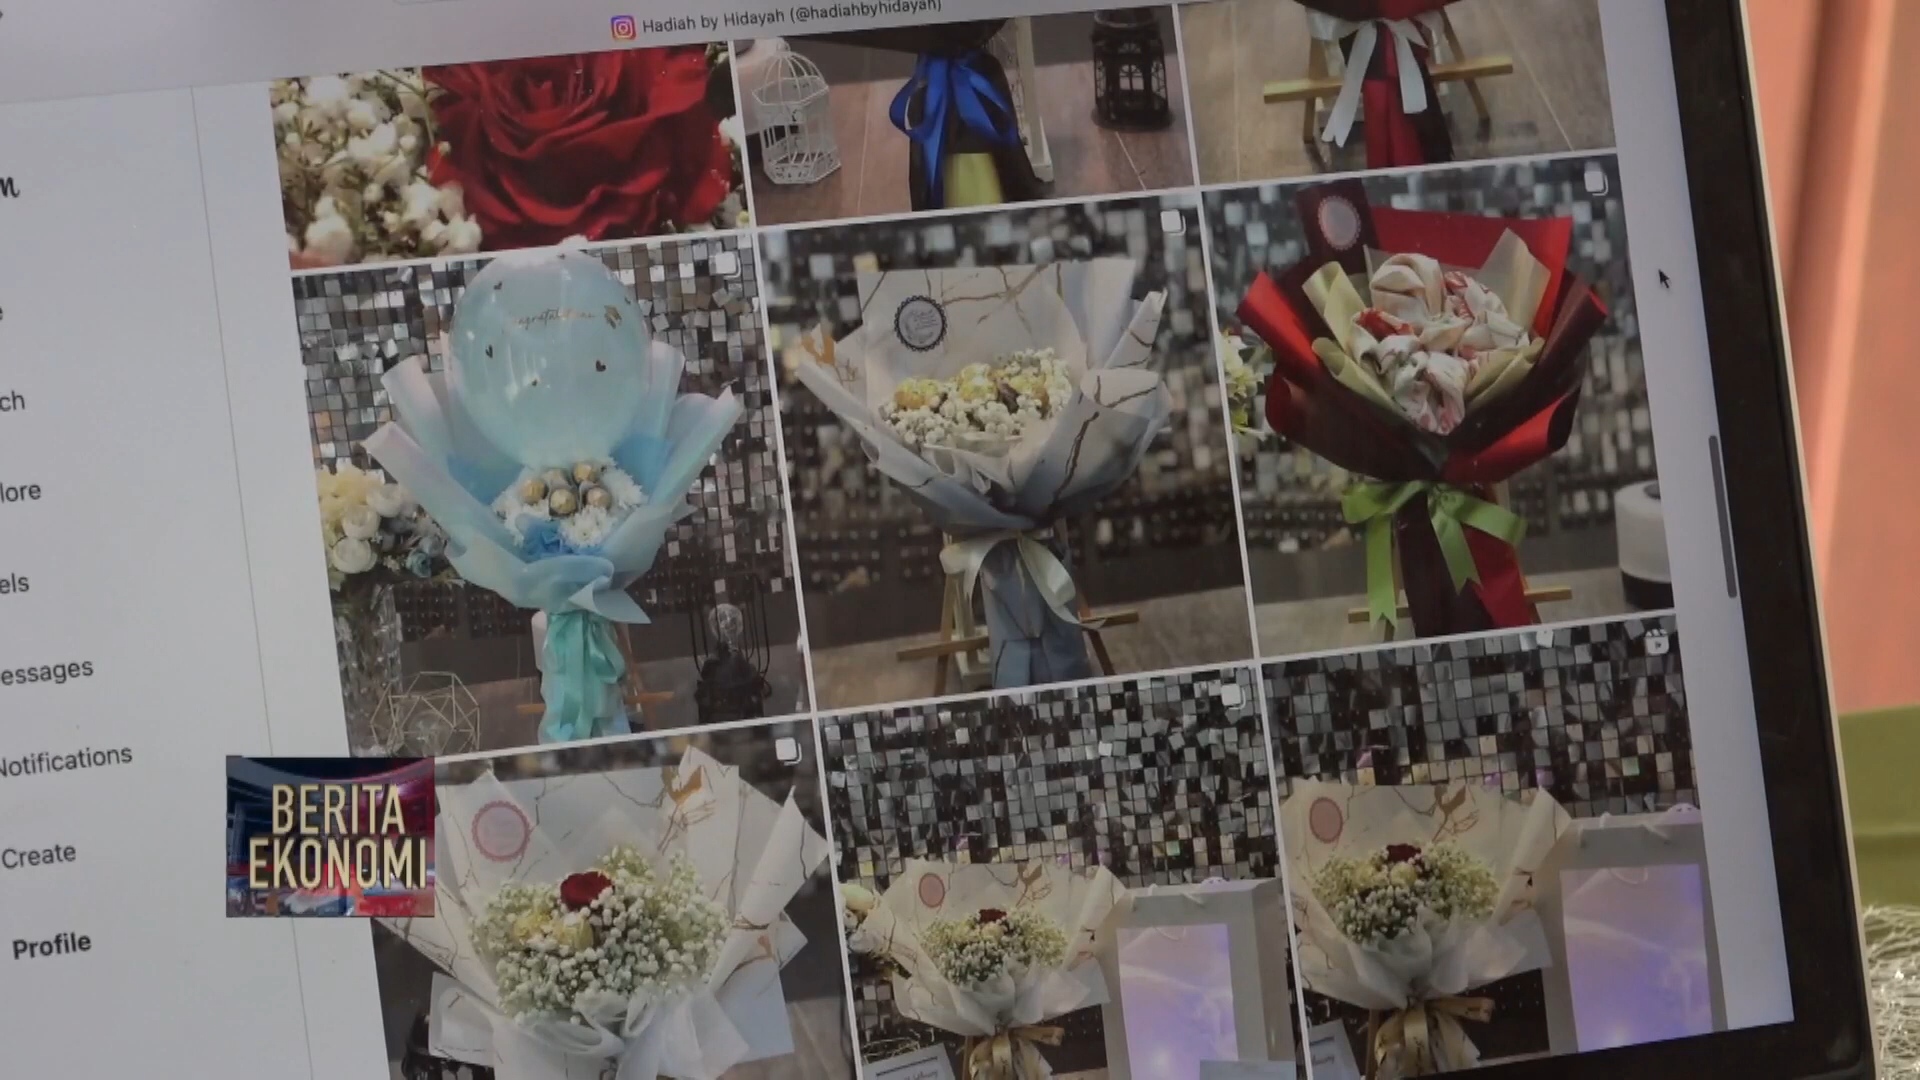 Hadiah by Hidayah (@hadiahbyhidayah)
m
e
ch
lore
els
essages
Notifications
Create
Profile
BERITA
EKONOMI